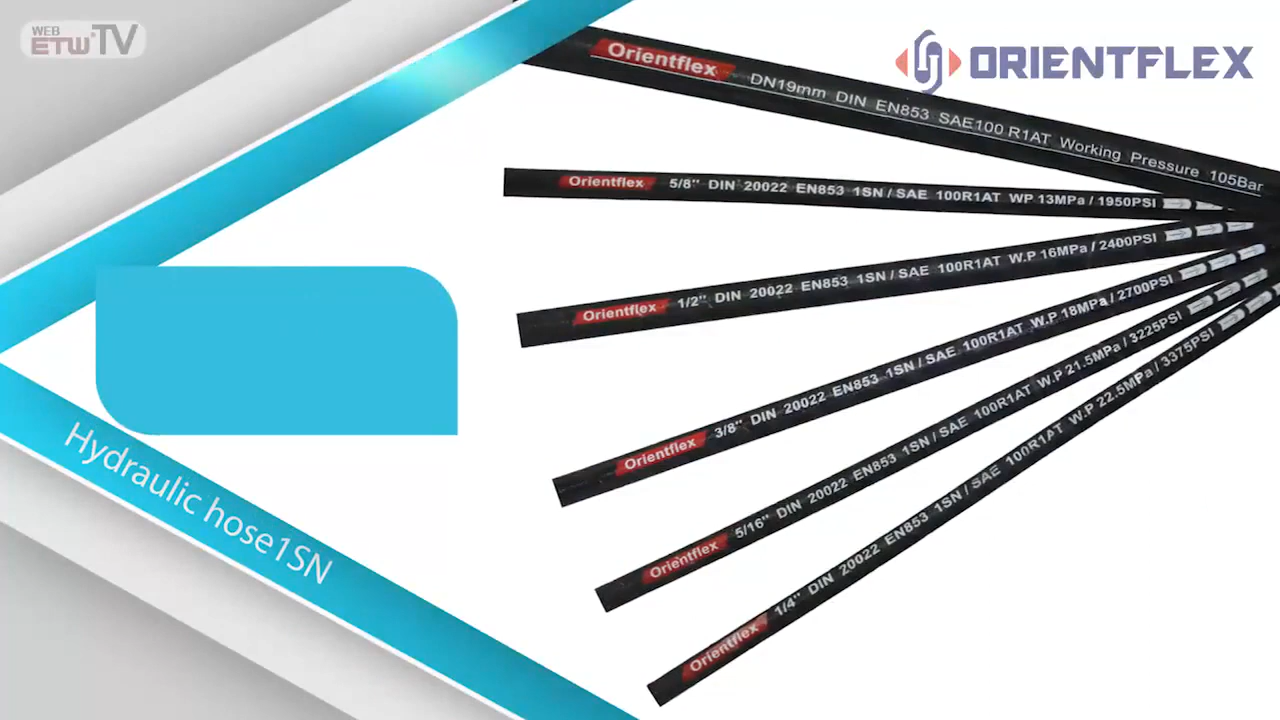 WEB
ETW TV
ORIENTFLEX
Orientflex DN19mm DIN EN853 SAE100 R1AT Working Pressure 105Bar
Orientflex 5/8" DIN 20022 EN853 1SN / SAE 100R1AT WP 13MPa / 1950PSI
Orientflex 1/2" DIN 20022 EN853 1SN / SAE 100R1AT W.P 16MPa / 2400PSI
Orientflex 3/8" DIN 20022 EN853 1SN / SAE 100R1AT W.P 18MPa / 2700PSI
Orientflex 5/16" DIN 20022 EN853 1SN / SAE 100R1AT W.P 21.5MPa / 3225PSI
Orientflex 1/4" DIN 20022 EN853 1SN / SAE 100R1AT W.P 22.5MPa / 3375PSI
Hydraulic hose1SN